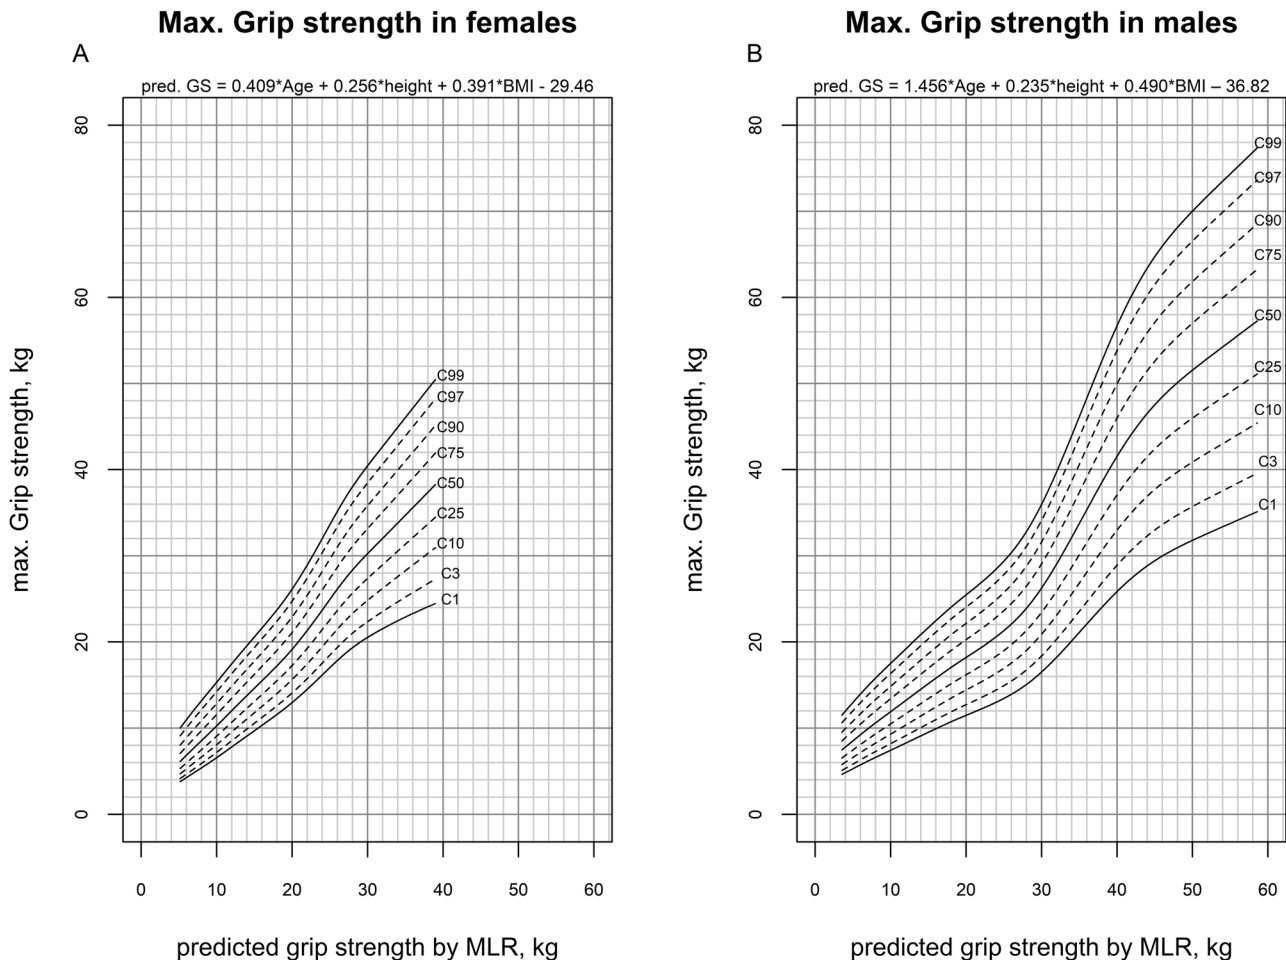 Max. Grip strength in females
A
pred. GS = 0.409*Age + 0.256*height + 0.391*BMI - 29.46
80
60
40
20
0
max. Grip strength, kg
C99
C97
C90
C75
C50
C25
C10
C3
C1
0 10 20 30 40 50 60
predicted grip strength by MLR, kg
Max. Grip strength in males
B
pred. GS = 1.456*Age + 0.235*height + 0.490*BMI – 36.82
80
60
40
20
0
max. Grip strength, kg
C99
C97
C90
C75
C50
C25
C10
C3
C1
0 10 20 30 40 50 60
predicted grip strength by MLR, kg